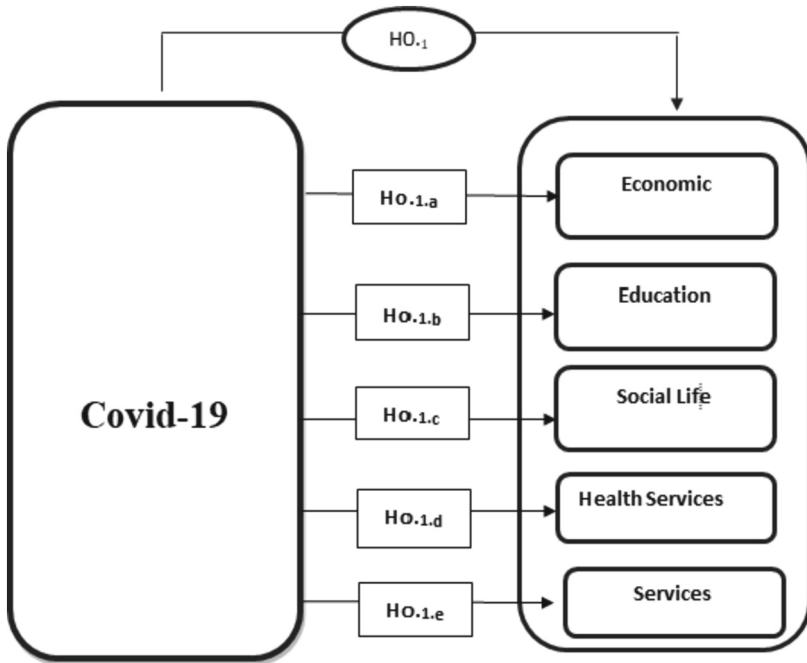 HO.1
Covid-19
Ho.1.a
Economic
Ho.1.b
Education
Ho.1.c
Social Life
Ho.1.d
Health Services
Ho.1.e
Services